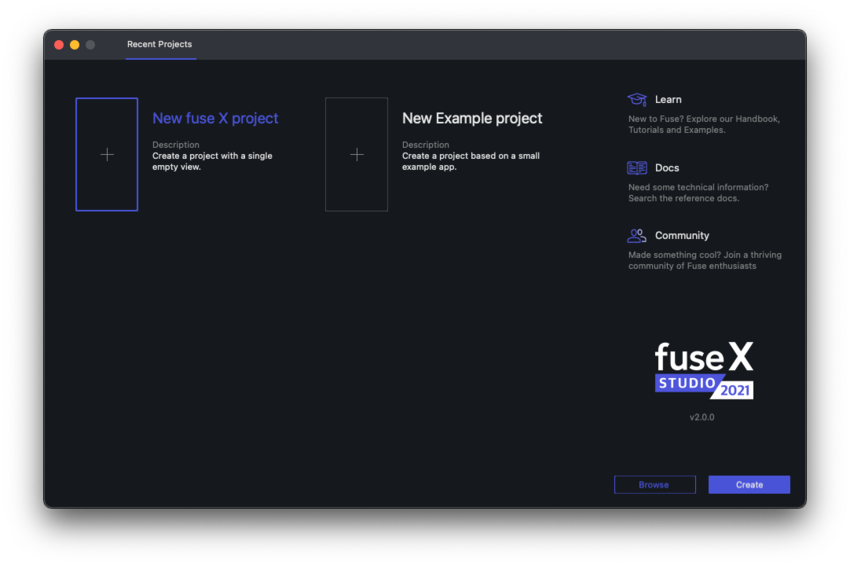 Recent Projects
New fuse X project
Description
Create a project with a single
empty view.
New Example project
Description
Create a project based on a small
example app.
Learn
New to Fuse? Explore our Handbook,
Tutorials and Examples.
Docs
Need some technical information?
Search the reference docs.
Community
Made something cool? Join a thriving
community of Fuse enthusiasts
fuse X
STUDIO
2021
v2.0.0
Browse
Create